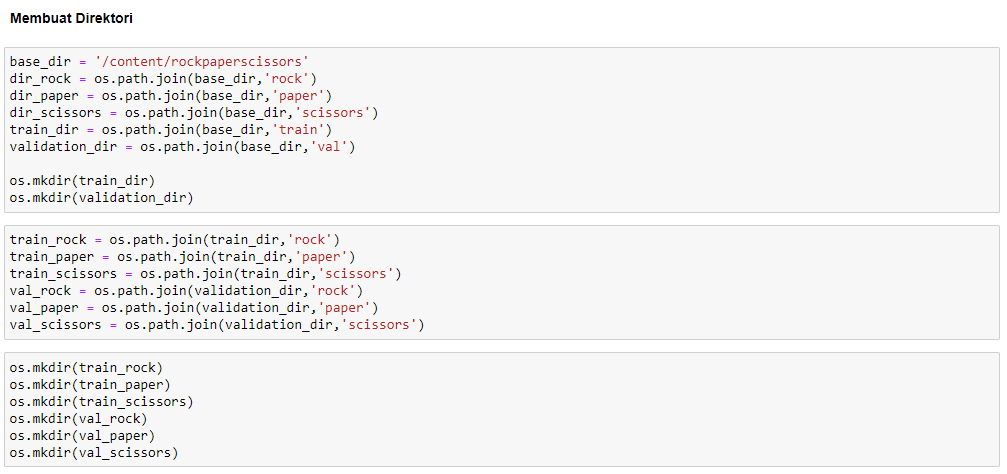 Membuat Direktori
base_dir = '/content/rockpaperscissors'
dir_rock = os.path.join(base_dir,'rock')
dir_paper = os.path.join(base_dir,'paper')
dir_scissors = os.path.join(base_dir,'scissors')
train_dir = os.path.join(base_dir,'train')
validation_dir = os.path.join(base_dir,'val')
os.mkdir(train_dir)
os.mkdir(validation_dir)
train_rock = os.path.join(train_dir,'rock')
train_paper = os.path.join(train_dir,'paper')
train_scissors = os.path.join(train_dir,'scissors')
val_rock = os.path.join(validation_dir,'rock')
val_paper = os.path.join(validation_dir,'paper')
val_scissors = os.path.join(validation_dir,'scissors')
os.mkdir(train_rock)
os.mkdir(train_paper)
os.mkdir(train_scissors)
os.mkdir(val_rock)
os.mkdir(val_paper)
os.mkdir(val_scissors)